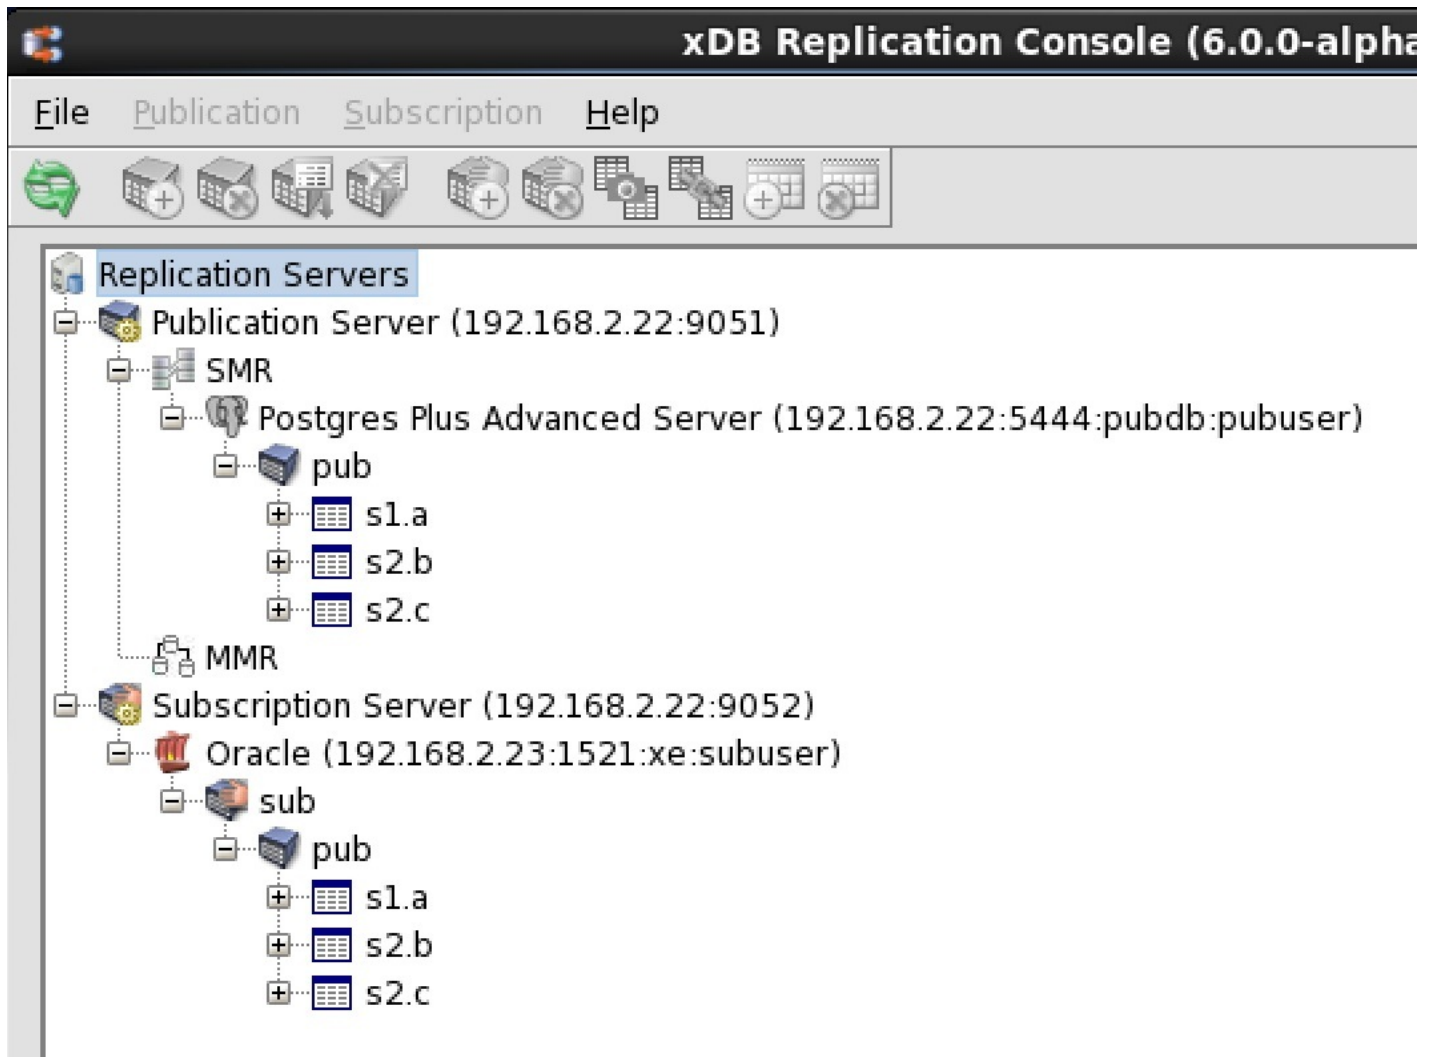 xDB Replication Console (6.0.0-alpha
File Publication Subscription Help
Replication Servers
Publication Server (192.168.2.22:9051)
SMR
Postgres Plus Advanced Server (192.168.2.22:5444:pubdb:pubuser)
pub
s1.a
s2.b
s2.c
MMR
Subscription Server (192.168.2.22:9052)
Oracle (192.168.2.23:1521:xe:subuser)
sub
pub
s1.a
s2.b
s2.c